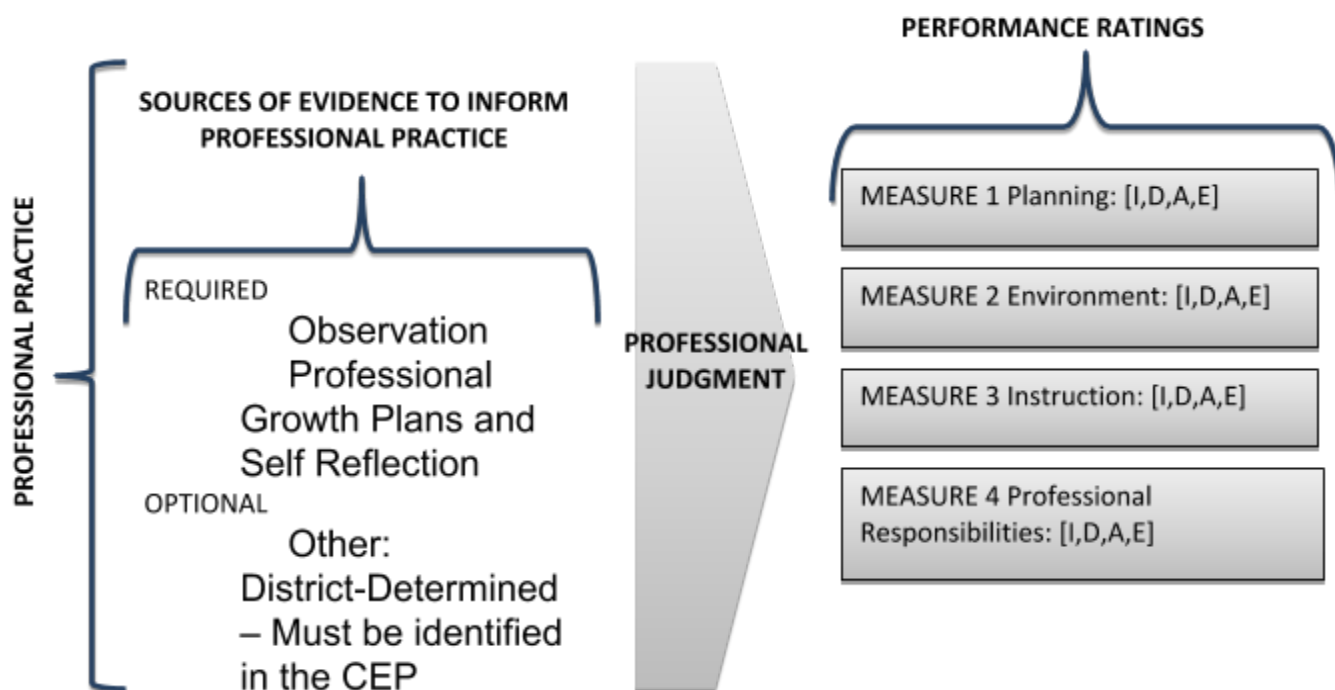 PROFESSIONAL PRACTICE
SOURCES OF EVIDENCE TO INFORM
PROFESSIONAL PRACTICE
REQUIRED
Observation
Professional
Growth Plans and
Self Reflection
OPTIONAL
Other:
District-Determined
– Must be identified
in the CEP
PROFESSIONAL
JUDGMENT
PERFORMANCE RATINGS
MEASURE 1 Planning: [I,D,A,E]
MEASURE 2 Environment: [I,D,A,E]
MEASURE 3 Instruction: [I,D,A,E]
MEASURE 4 Professional
Responsibilities: [I,D,A,E]